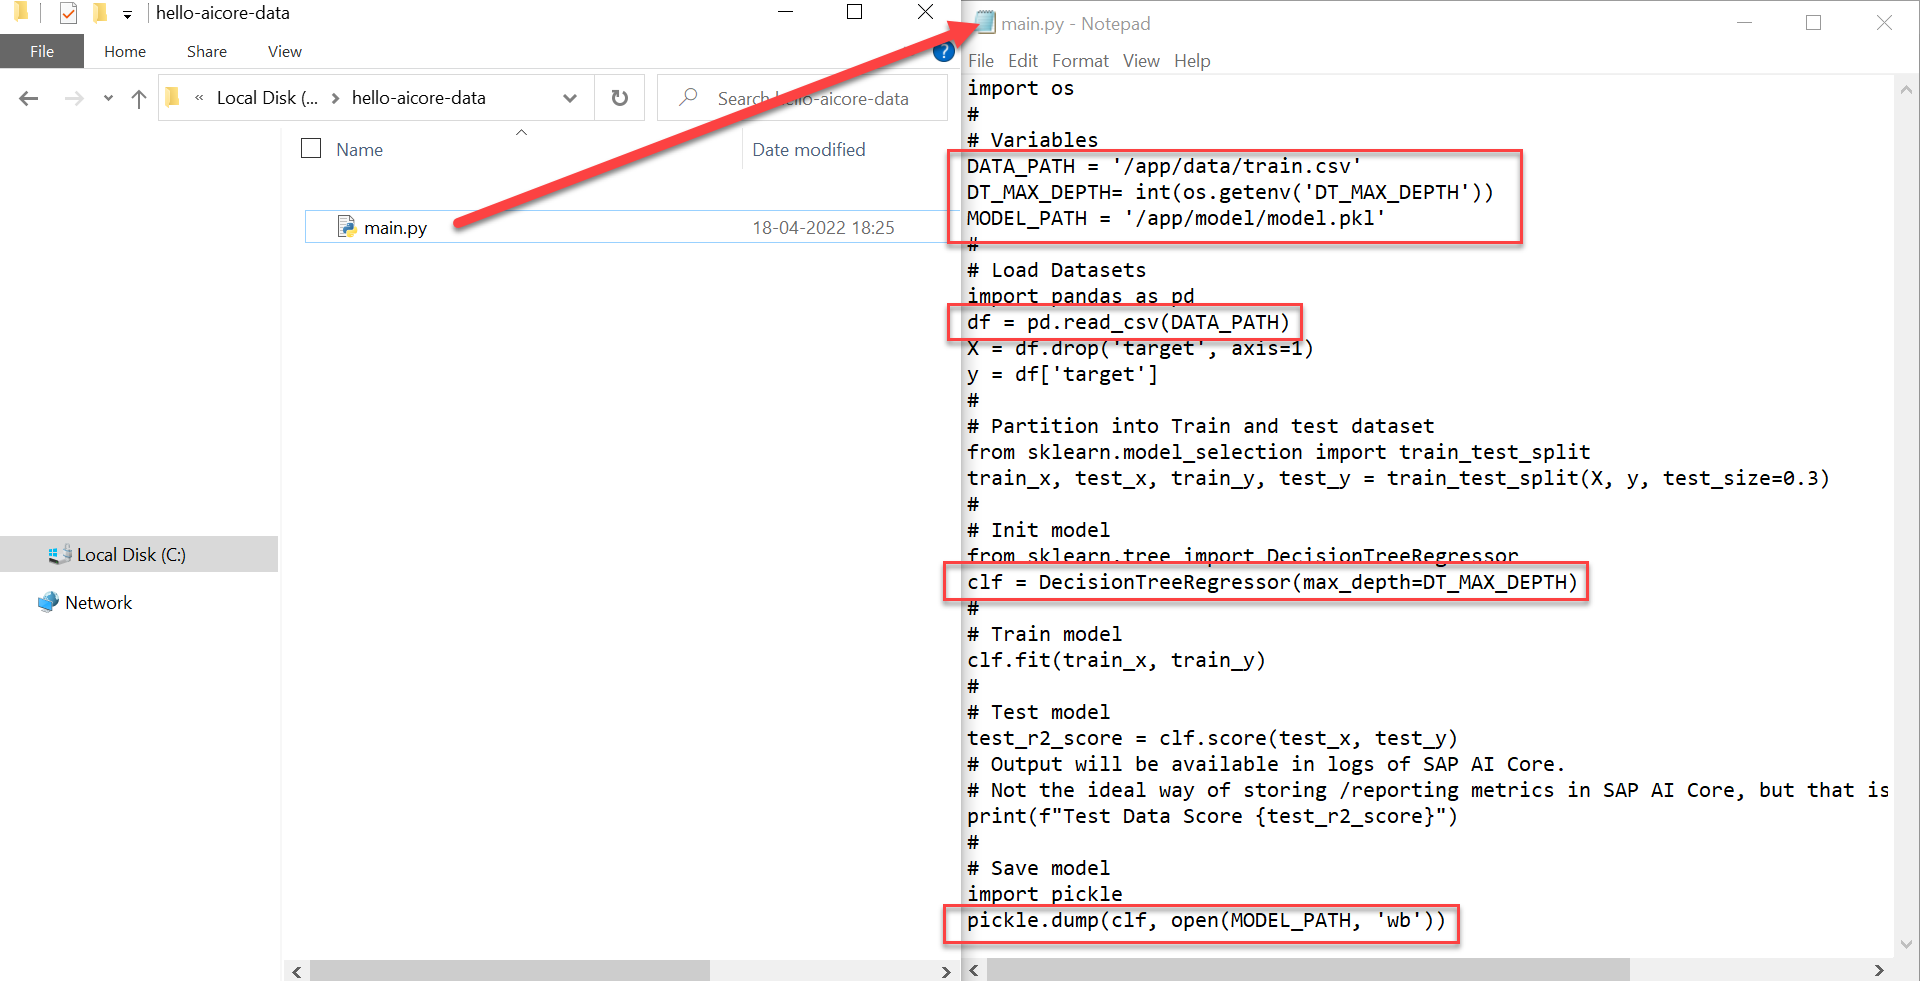 hello-aicore-data
File Home Share View
« Local Disk (... hello-aicore-data
Search hello-aicore-data
Name Date modified
main.py 18-04-2022 18:25
Local Disk (C:)
Network
main.py - Notepad
File Edit Format View Help
import os
#
# Variables
DATA_PATH = '/app/data/train.csv'
DT_MAX_DEPTH= int(os.getenv('DT_MAX_DEPTH'))
MODEL_PATH = '/app/model/model.pkl'
#
# Load Datasets
import pandas as pd
df = pd.read_csv(DATA_PATH)
X = df.drop('target', axis=1)
y = df['target']
#
# Partition into Train and test dataset
from sklearn.model_selection import train_test_split
train_x, test_x, train_y, test_y = train_test_split(X, y, test_size=0.3)
#
# Init model
from sklearn.tree import DecisionTreeRegressor
clf = DecisionTreeRegressor(max_depth=DT_MAX_DEPTH)
#
# Train model
clf.fit(train_x, train_y)
#
# Test model
test_r2_score = clf.score(test_x, test_y)
# Output will be available in logs of SAP AI Core.
# Not the ideal way of storing /reporting metrics in SAP AI Core, but that is
print(f"Test Data Score {test_r2_score}")
#
# Save model
import pickle
pickle.dump(clf, open(MODEL_PATH, 'wb'))